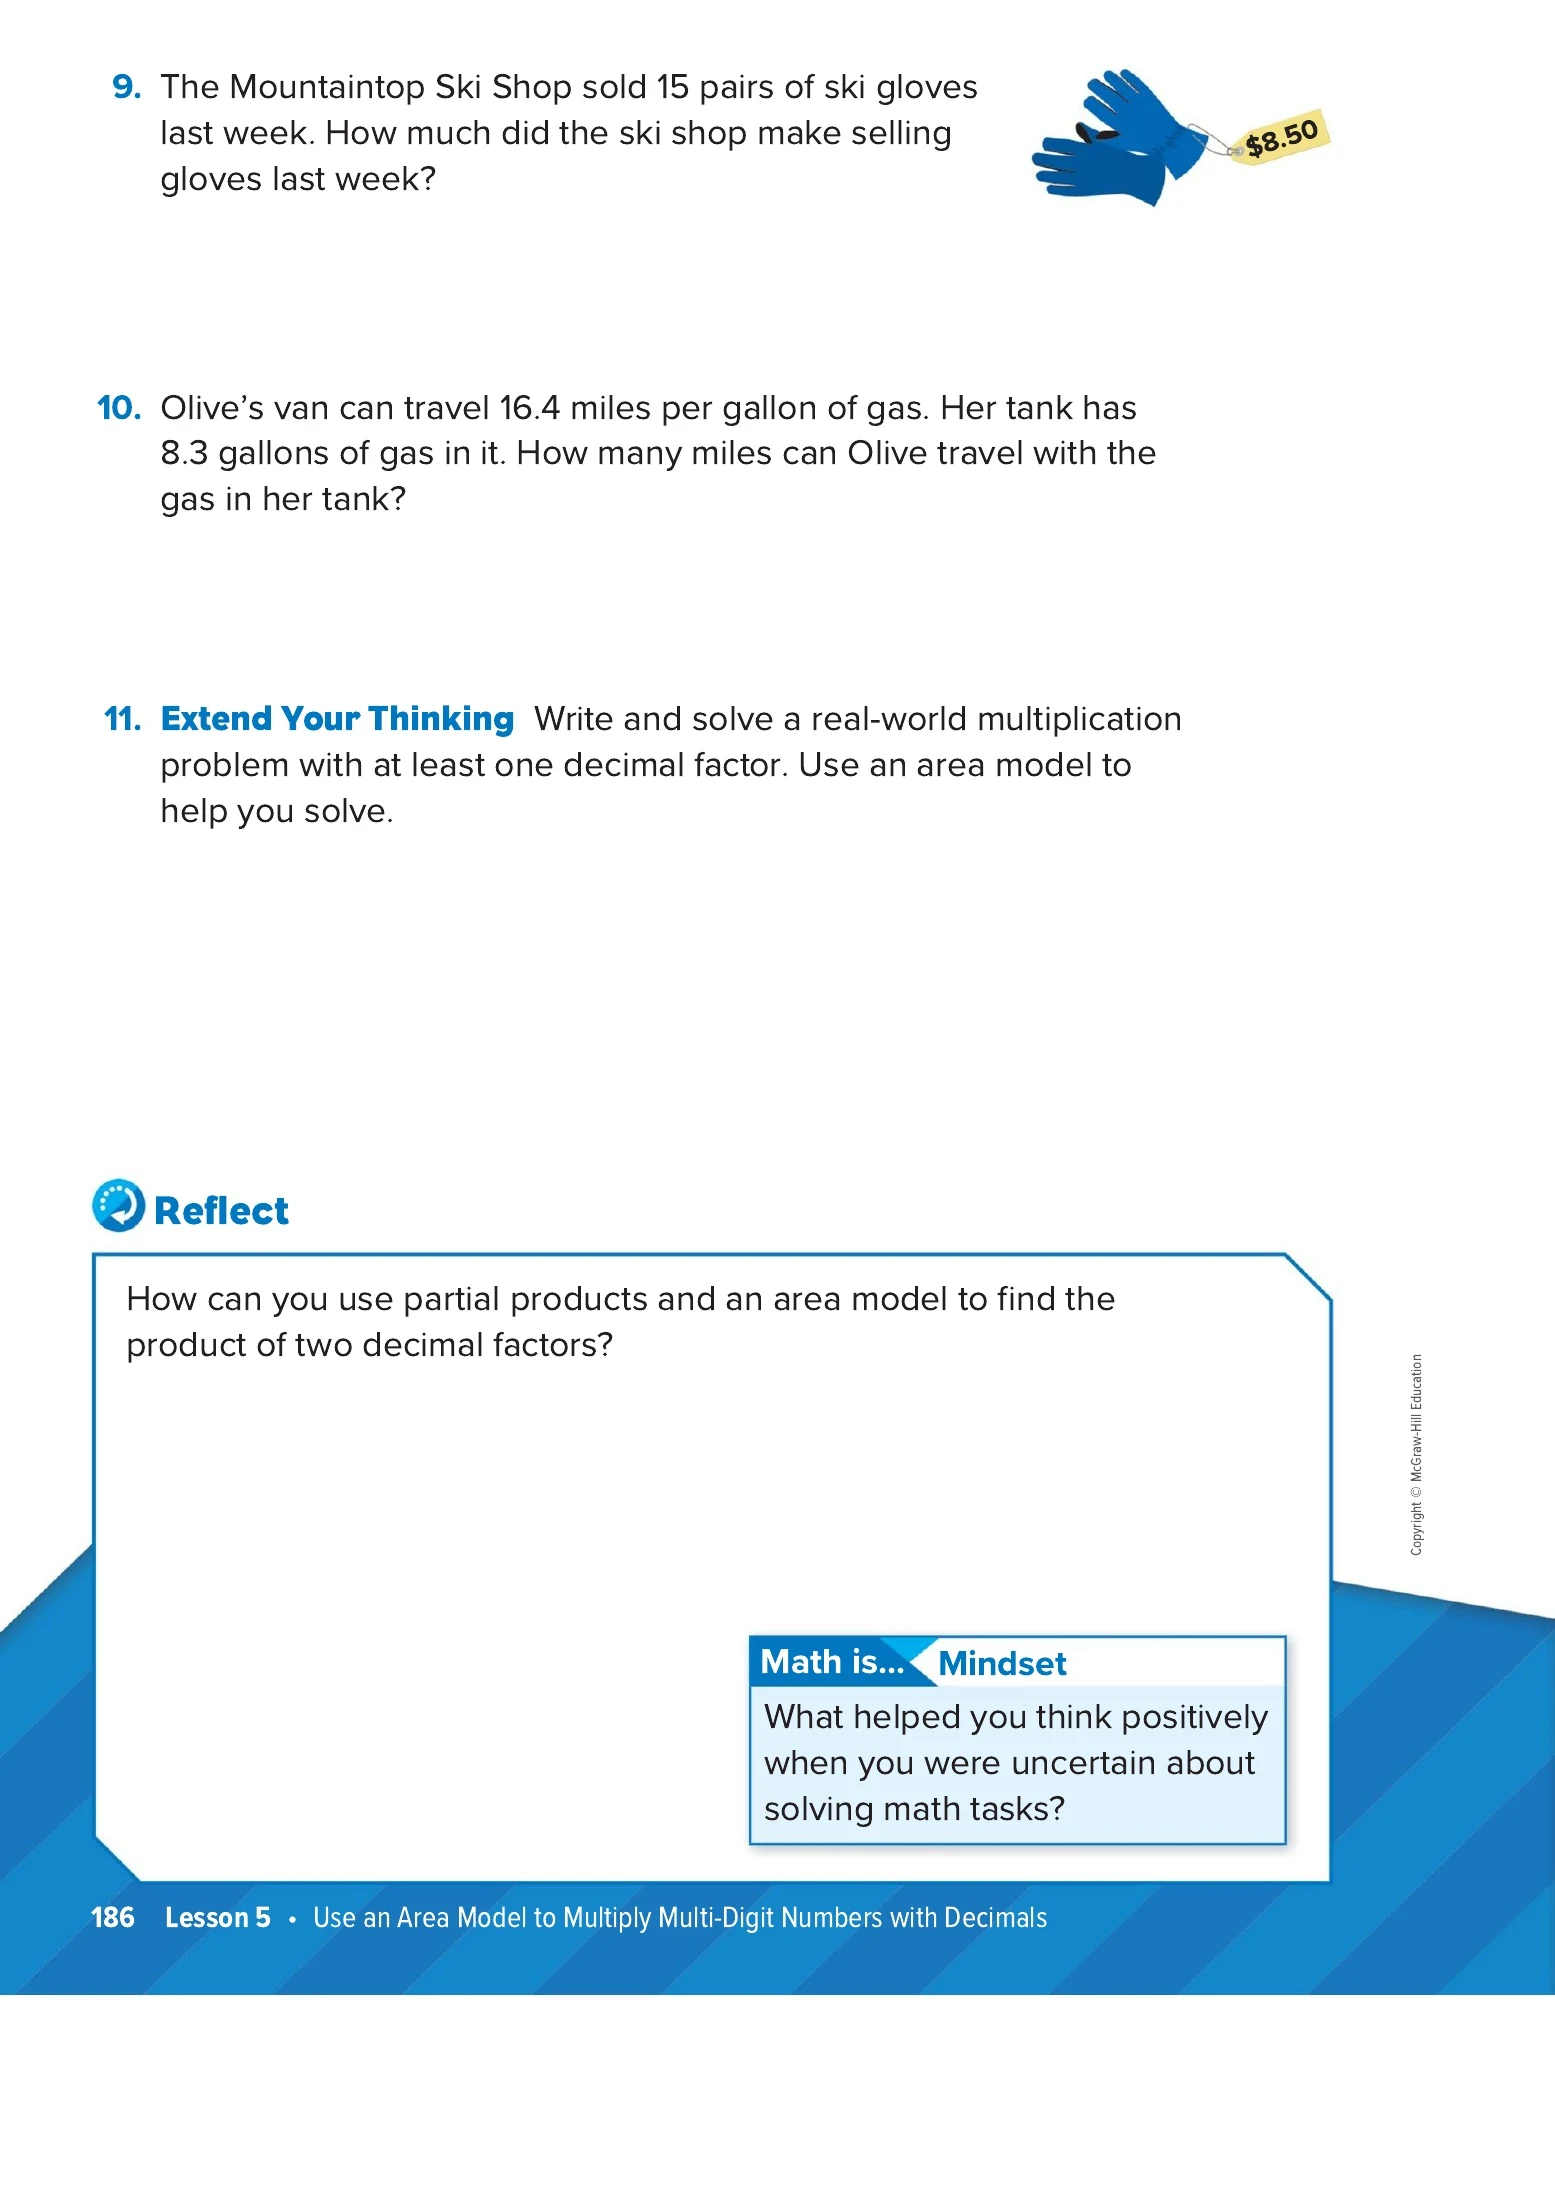 9. The Mountaintop Ski Shop sold 15 pairs of ski gloves
last week. How much did the ski shop make selling
gloves last week?
$8.50
10. Olive’s van can travel 16.4 miles per gallon of gas. Her tank has
8.3 gallons of gas in it. How many miles can Olive travel with the
gas in her tank?
11. Extend Your Thinking Write and solve a real-world multiplication
problem with at least one decimal factor. Use an area model to
help you solve.
Reflect
How can you use partial products and an area model to find the
product of two decimal factors?
Copyright © McGraw-Hill Education
Math is... Mindset
What helped you think positively
when you were uncertain about
solving math tasks?
186 Lesson 5 • Use an Area Model to Multiply Multi-Digit Numbers with Decimals